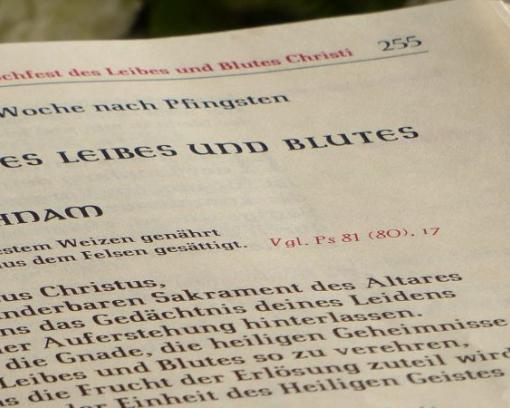 ochfest des Leibes und Blutes Christi 255
Woche nach Pfingsten
ES LEIBES UND BLUTES
HNAM
estem Weizen genährt
us dem Felsen gesättigt. Vgl. Ps 81 (80), 17
us Christus,
nderbaren Sakrament des Altares
ns das Gedächtnis deines Leidens
er Auferstehung hinterlassen.
die Gnade, die heiligen Geheimnisse
Leibes und Blutes so zu verehren,
s die Frucht der Erlösung zuteil wird
der Einheit des Heiligen Geistes